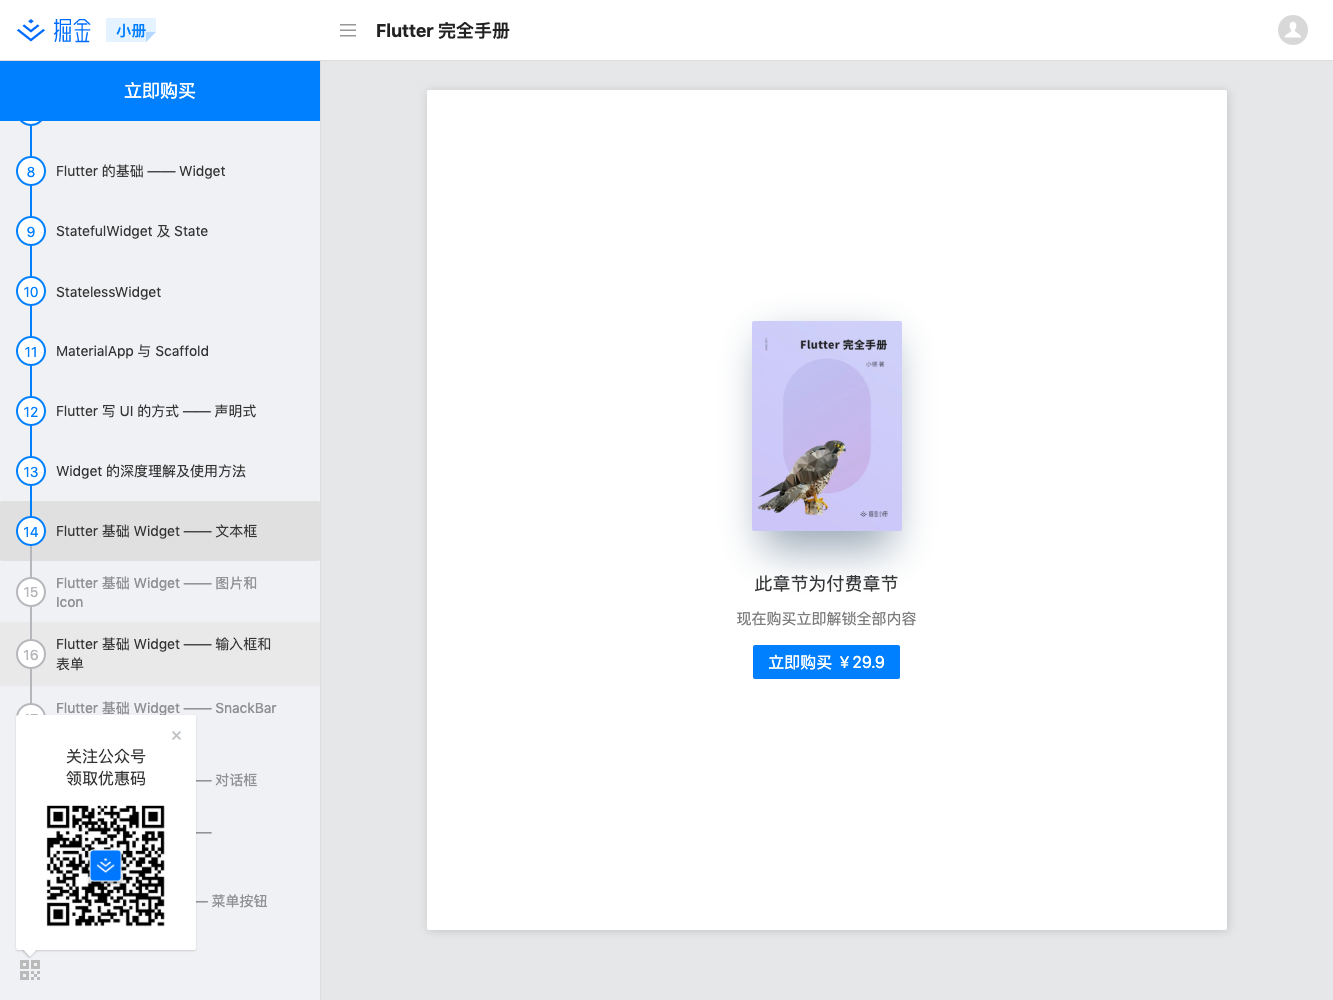 掘金
小册
Flutter 完全手册
立即购买
8 Flutter 的基础 —— Widget
9 StatefulWidget 及 State
10 StatelessWidget
11 MaterialApp 与 Scaffold
12 Flutter 写 UI 的方式 —— 声明式
13 Widget 的深度理解及使用方法
14 Flutter 基础 Widget —— 文本框
15 Flutter 基础 Widget —— 图片和
Icon
16 Flutter 基础 Widget —— 输入框和
表单
Flutter 基础 Widget —— SnackBar
—— 对话框
——
—— 菜单按钮
×
关注公众号
领取优惠码
Flutter 完全手册
掘金小册
此章节为付费章节
现在购买立即解锁全部内容
立即购买 ¥ 29.9